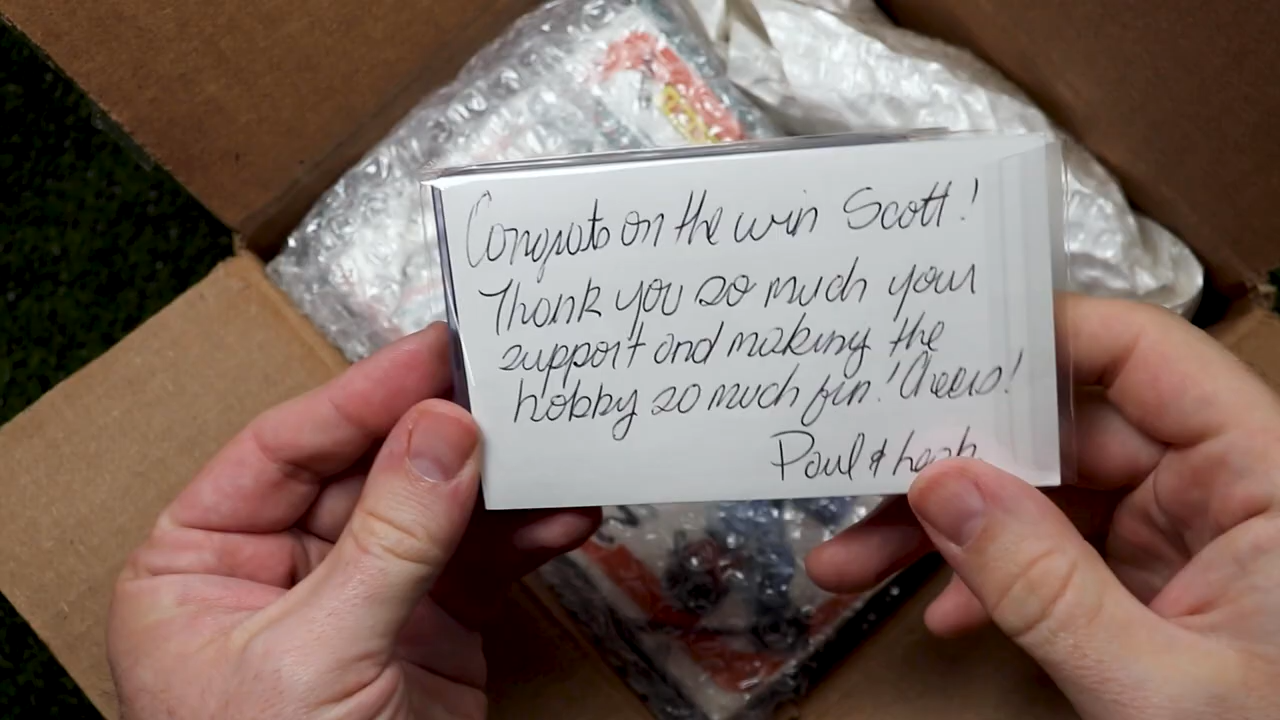 Congrats on the win Scott!
Thank you so much your
support and making the
hobby so much fun! Cheers!
Paul & Leah